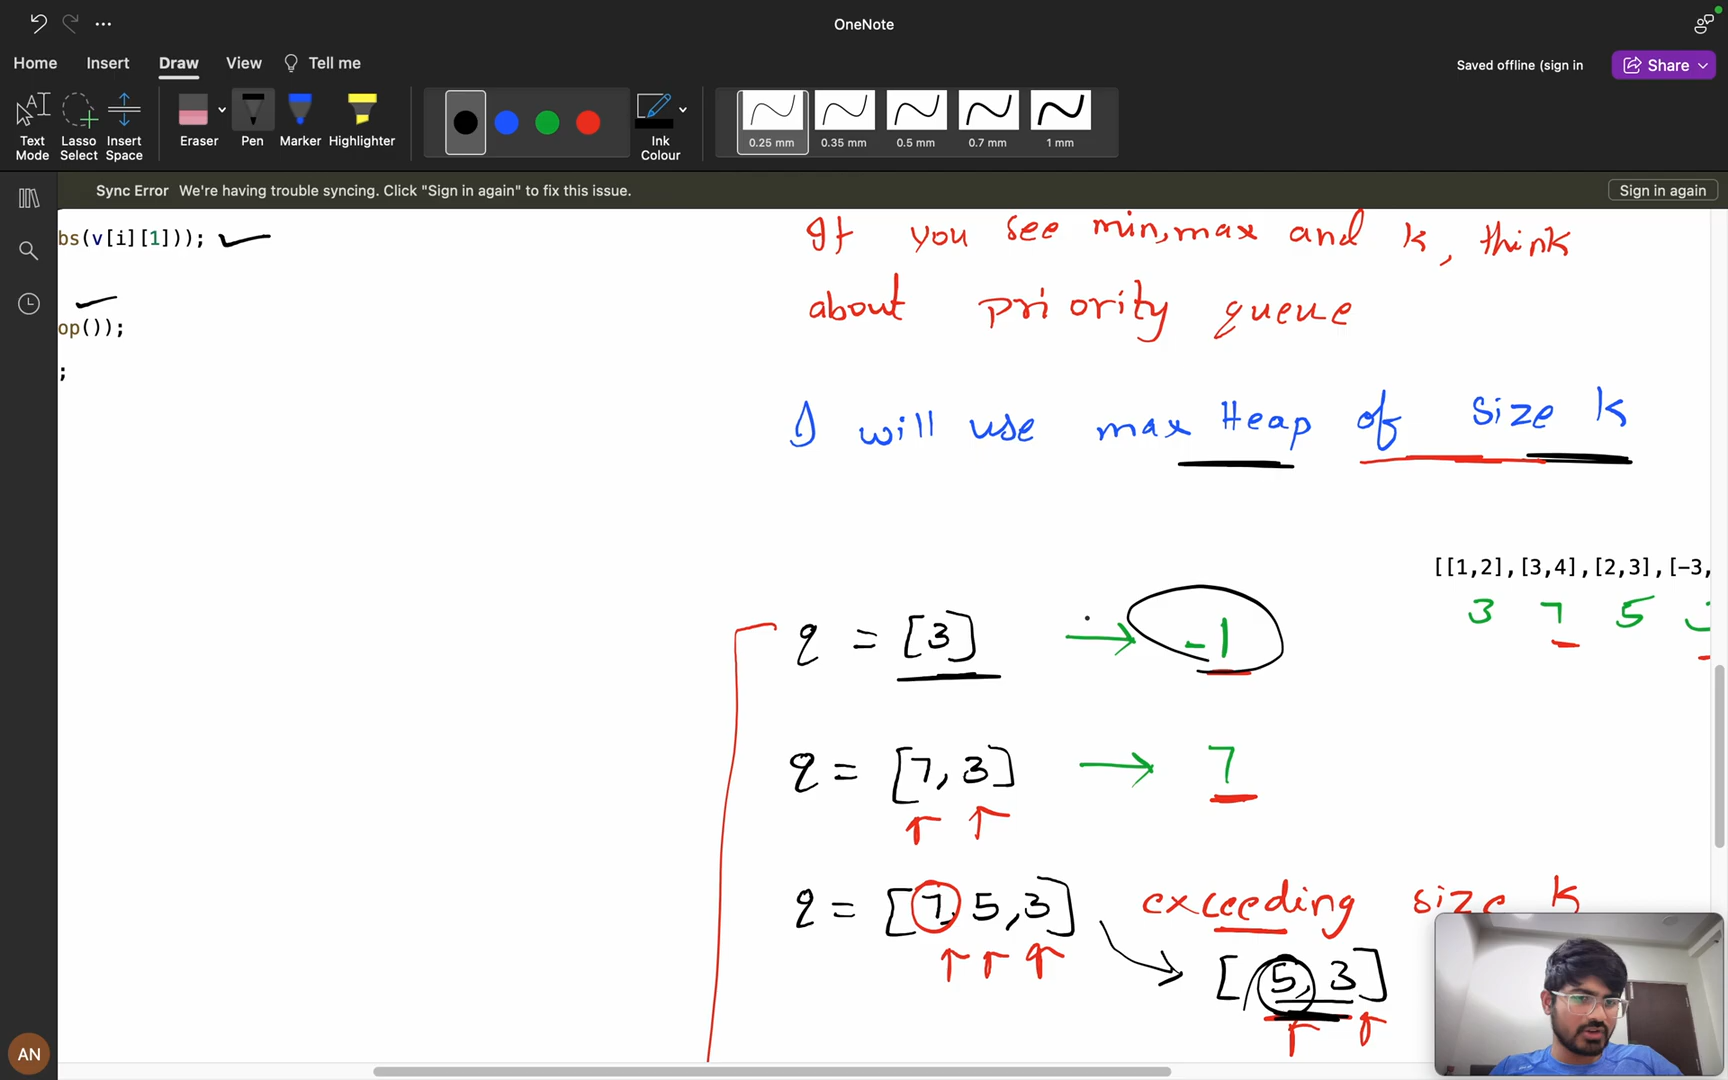 OneNote
Home Insert Draw View Tell me
Saved offline (sign in
Share
Text Mode
Lasso Select
Insert Space
Eraser
Pen
Marker
Highlighter
Ink Colour
0.25 mm
0.35 mm
0.5 mm
0.7 mm
1 mm
Sync Error We're having trouble syncing. Click "Sign in again" to fix this issue.
Sign in again
bs(v[i][1]));
op());
;
If you see min,max and k, think
about priority queue
I will use max Heap of size k
[[1,2],[3,4],[2,3],[-3,
3 7 5
q = [3] → -1
q = [7,3] → 7
q = [7,5,3] exceeding size k
[5,3]
AN